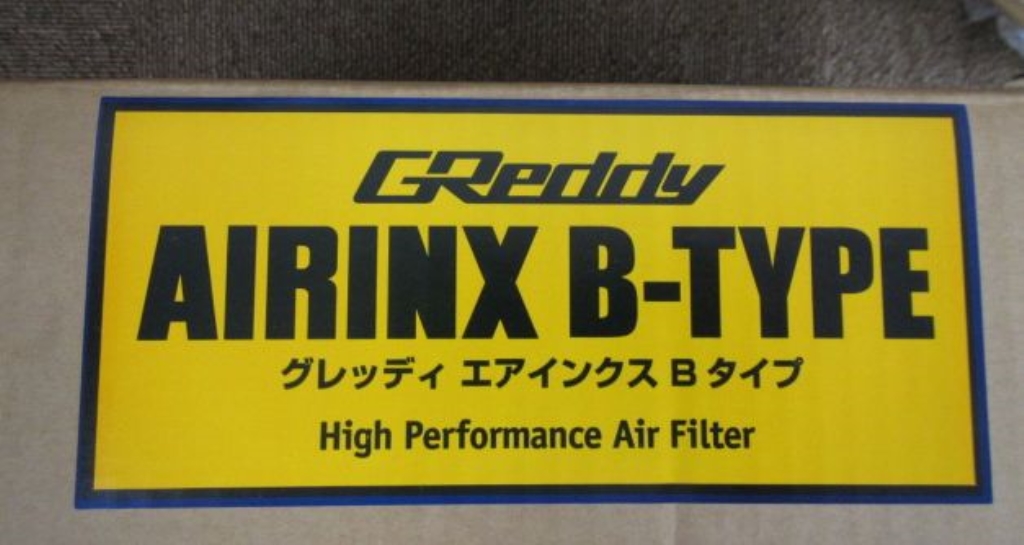 GReddy
AIRINX B-TYPE
グレッディ エアインクス B タイプ
High Performance Air Filter